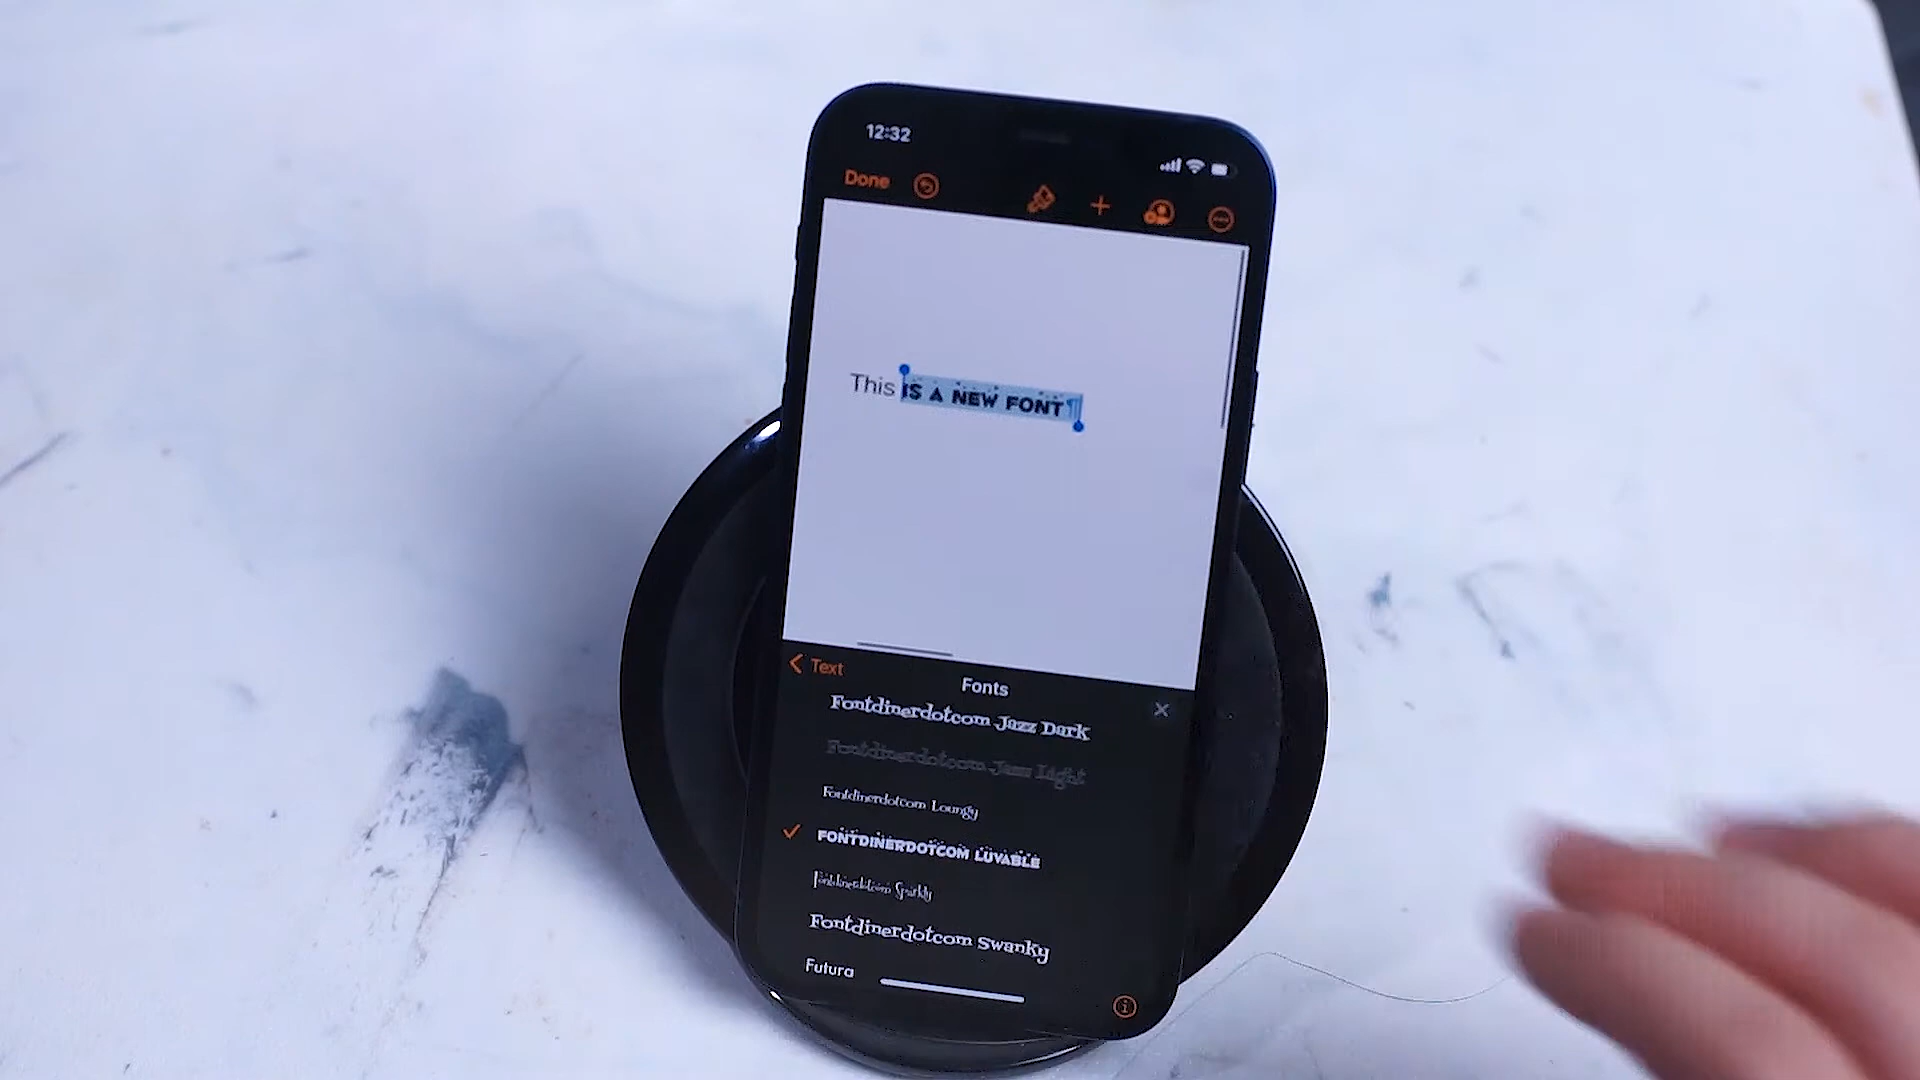 12:32
Done
This IS A NEW FONT¶
Text
Fonts
Fontdinerdotcom Jazz Dark
Fontdinerdotcom Jazz Light
Fontdinerdotcom Loungy
FONTDINERDOTCOM LUVABLE
Fontdinerdotcom Sparkly
Fontdinerdotcom Swanky
Futura